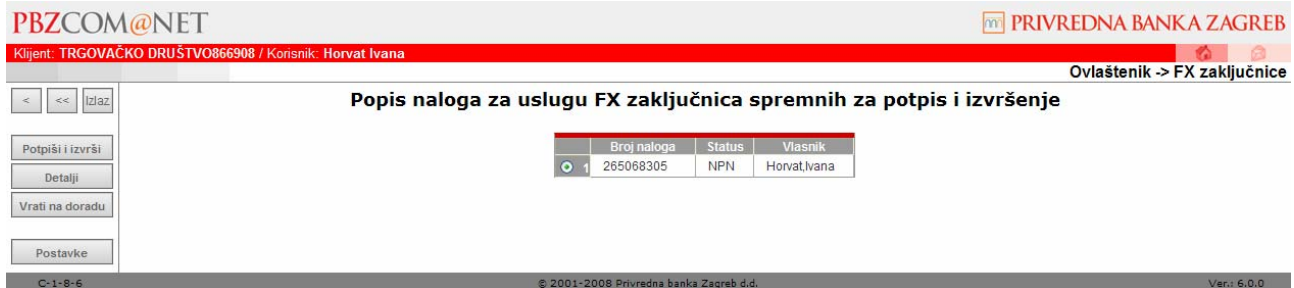 PBZCOM@NET
PRIVREDNA BANKA ZAGREB
Klijent: TRGOVAČKO DRUŠTVO866908 / Korisnik: Horvat Ivana
Ovlaštenik -> FX zaključnice
< << Izlaz
Popis naloga za uslugu FX zaključnica spremnih za potpis i izvršenje
Potpiši i izvrši
Detalji
Vrati na doradu
Postavke
Broj naloga Status Vlasnik
1 265068305 NPN Horvat,Ivana
C-1-8-6 © 2001-2008 Privredna banka Zagreb d.d. Ver.: 6.0.0